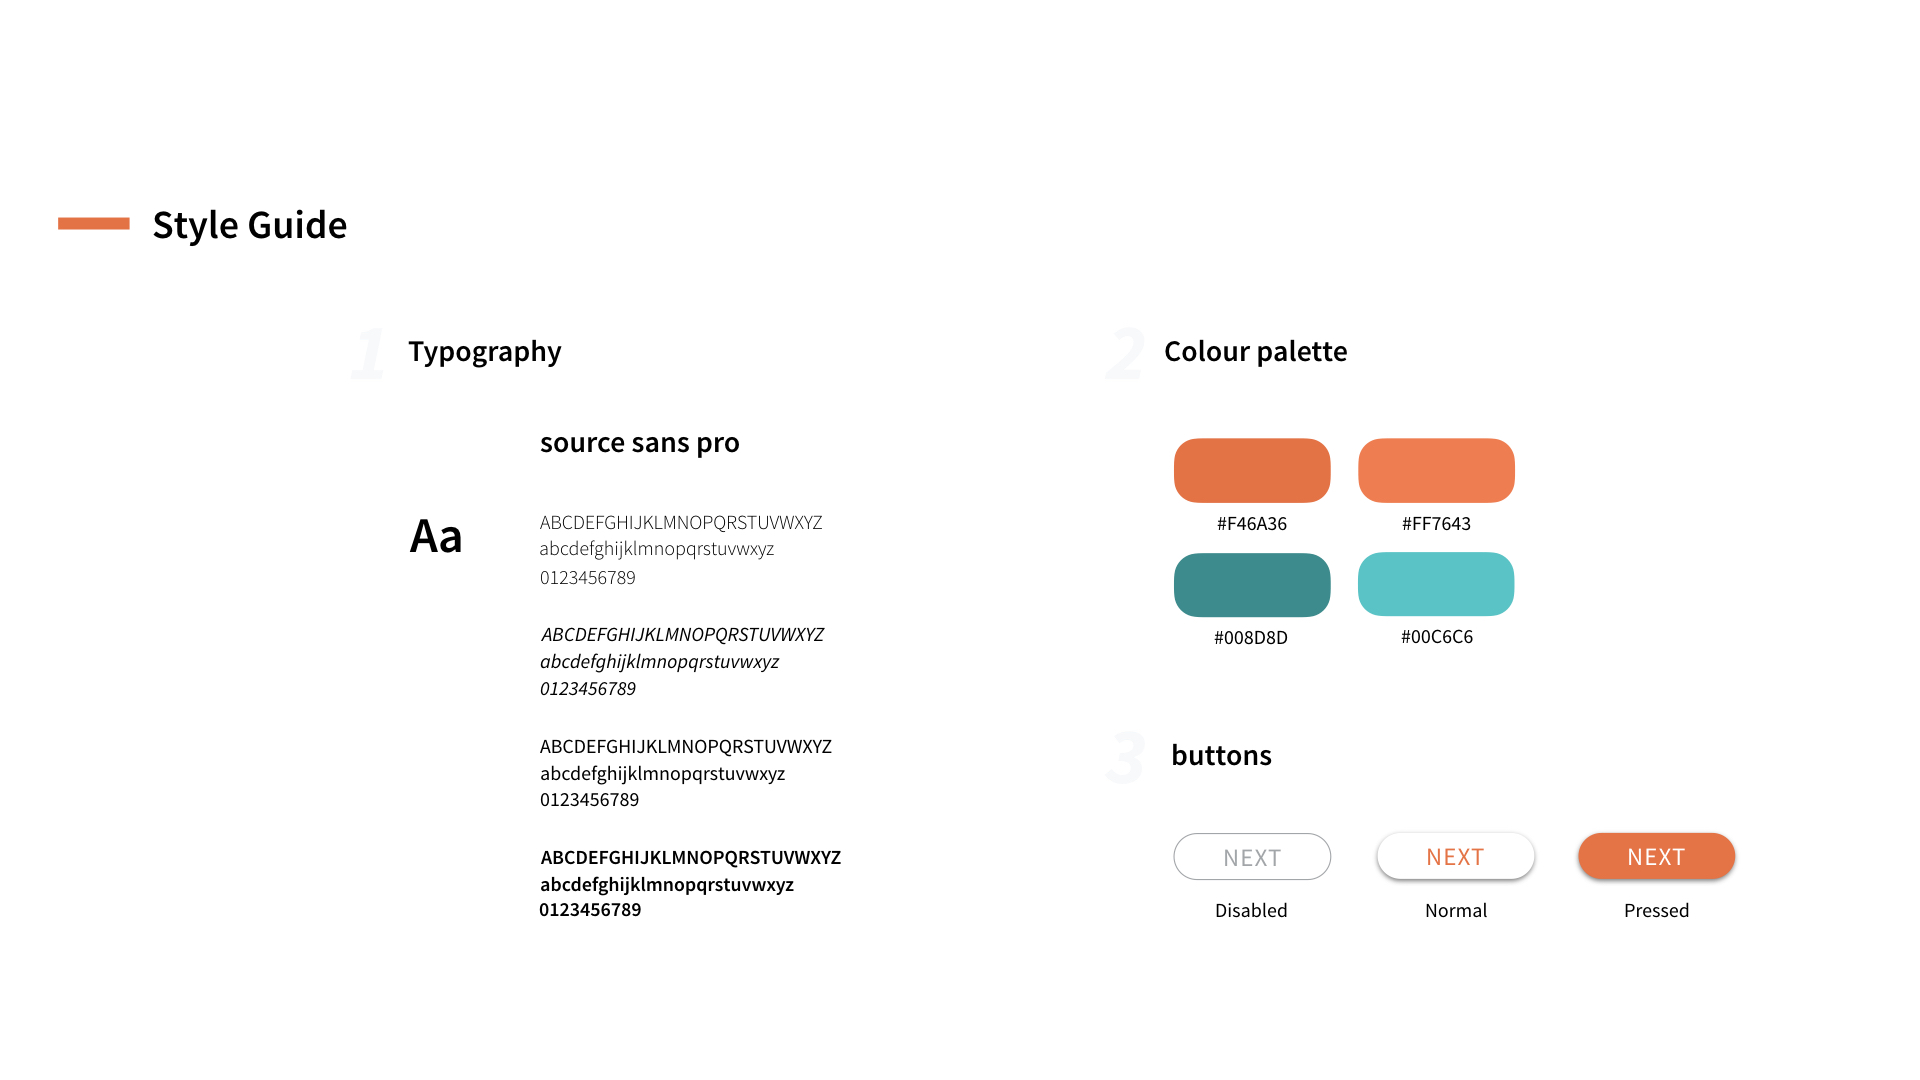 Style Guide
1
Typography
source sans pro
Aa
ABCDEFGHIJKLMNOPQRSTUVWXYZ
abcdefghijklmnopqrstuvwxyz
0123456789
ABCDEFGHIJKLMNOPQRSTUVWXYZ
abcdefghijklmnopqrstuvwxyz
0123456789
ABCDEFGHIJKLMNOPQRSTUVWXYZ
abcdefghijklmnopqrstuvwxyz
0123456789
ABCDEFGHIJKLMNOPQRSTUVWXYZ
abcdefghijklmnopqrstuvwxyz
0123456789
2
Colour palette
#F46A36
#FF7643
#008D8D
#00C6C6
3
buttons
NEXT
NEXT
NEXT
Disabled
Normal
Pressed